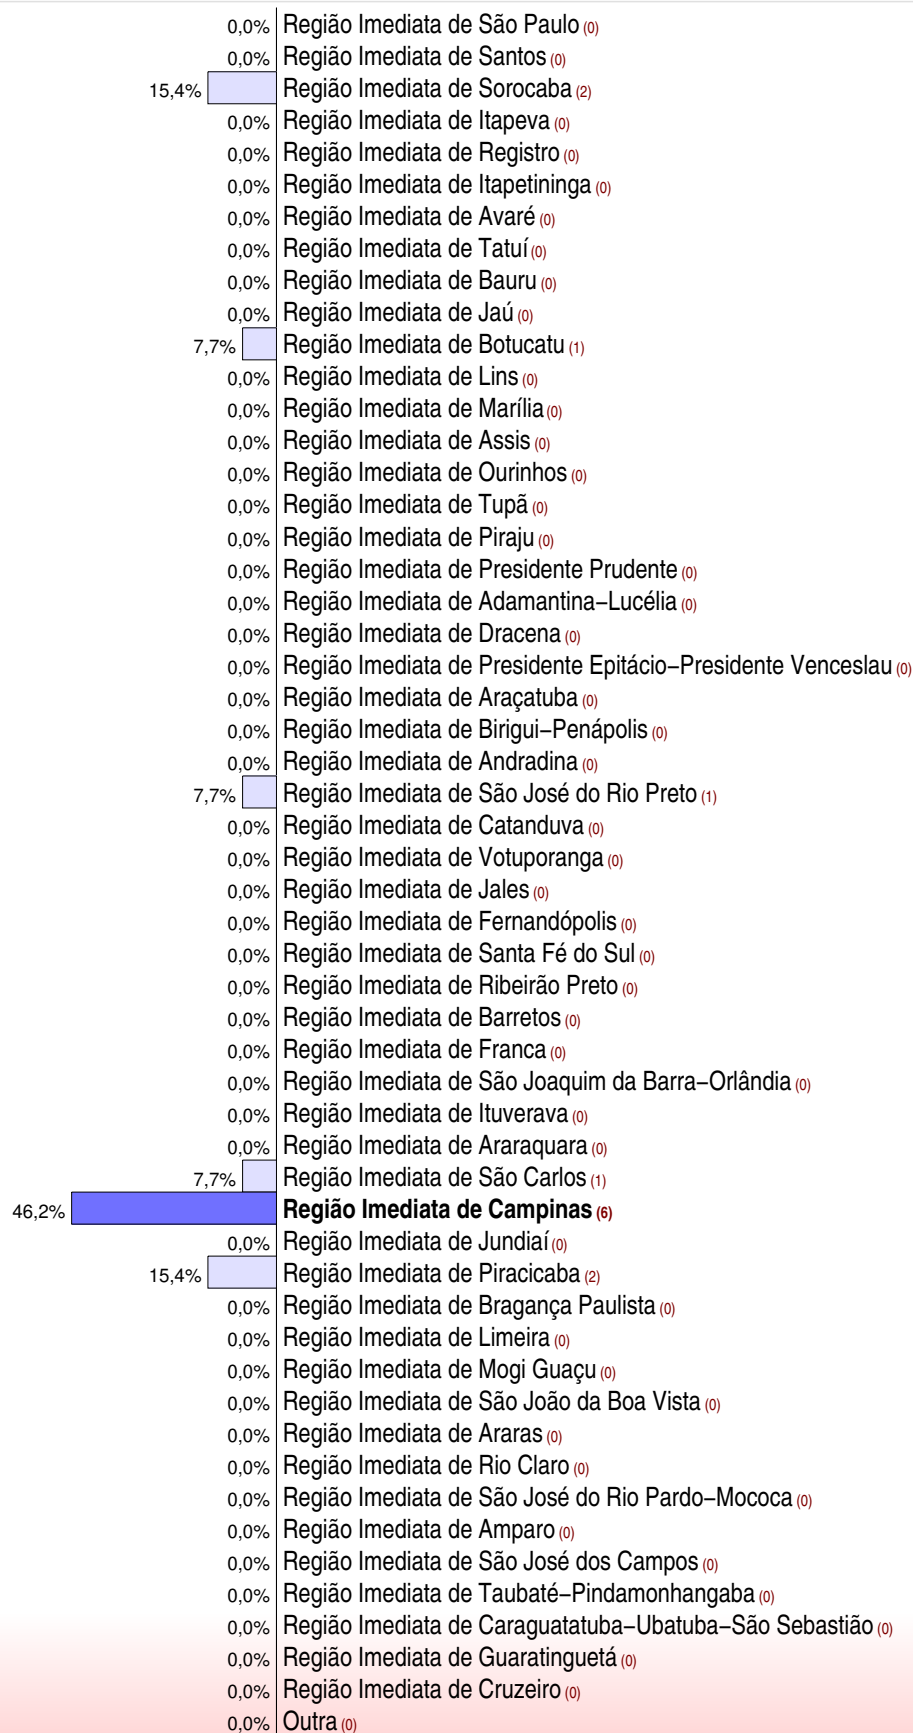 0,0% Região Imediata de São Paulo (0)
0,0% Região Imediata de Santos (0)
15,4% Região Imediata de Sorocaba (2)
0,0% Região Imediata de Itapeva (0)
0,0% Região Imediata de Registro (0)
0,0% Região Imediata de Itapetininga (0)
0,0% Região Imediata de Avaré (0)
0,0% Região Imediata de Tatuí (0)
0,0% Região Imediata de Bauru (0)
0,0% Região Imediata de Jaú (0)
7,7% Região Imediata de Botucatu (1)
0,0% Região Imediata de Lins (0)
0,0% Região Imediata de Marília (0)
0,0% Região Imediata de Assis (0)
0,0% Região Imediata de Ourinhos (0)
0,0% Região Imediata de Tupã (0)
0,0% Região Imediata de Piraju (0)
0,0% Região Imediata de Presidente Prudente (0)
0,0% Região Imediata de Adamantina−Lucélia (0)
0,0% Região Imediata de Dracena (0)
0,0% Região Imediata de Presidente Epitácio−Presidente Venceslau (0)
0,0% Região Imediata de Araçatuba (0)
0,0% Região Imediata de Birigui−Penápolis (0)
0,0% Região Imediata de Andradina (0)
7,7% Região Imediata de São José do Rio Preto (1)
0,0% Região Imediata de Catanduva (0)
0,0% Região Imediata de Votuporanga (0)
0,0% Região Imediata de Jales (0)
0,0% Região Imediata de Fernandópolis (0)
0,0% Região Imediata de Santa Fé do Sul (0)
0,0% Região Imediata de Ribeirão Preto (0)
0,0% Região Imediata de Barretos (0)
0,0% Região Imediata de Franca (0)
0,0% Região Imediata de São Joaquim da Barra−Orlândia (0)
0,0% Região Imediata de Ituverava (0)
0,0% Região Imediata de Araraquara (0)
7,7% Região Imediata de São Carlos (1)
46,2% Região Imediata de Campinas (6)
0,0% Região Imediata de Jundiaí (0)
15,4% Região Imediata de Piracicaba (2)
0,0% Região Imediata de Bragança Paulista (0)
0,0% Região Imediata de Limeira (0)
0,0% Região Imediata de Mogi Guaçu (0)
0,0% Região Imediata de São João da Boa Vista (0)
0,0% Região Imediata de Araras (0)
0,0% Região Imediata de Rio Claro (0)
0,0% Região Imediata de São José do Rio Pardo−Mococa (0)
0,0% Região Imediata de Amparo (0)
0,0% Região Imediata de São José dos Campos (0)
0,0% Região Imediata de Taubaté−Pindamonhangaba (0)
0,0% Região Imediata de Caraguatatuba−Ubatuba−São Sebastião (0)
0,0% Região Imediata de Guaratinguetá (0)
0,0% Região Imediata de Cruzeiro (0)
0,0% Outra (0)